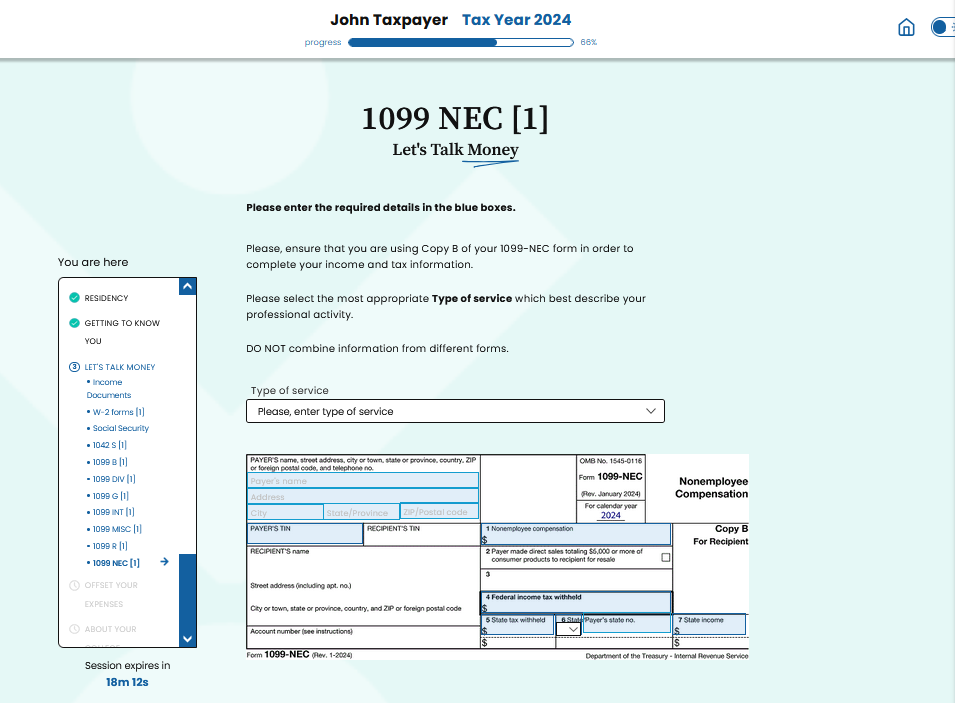 John Taxpayer Tax Year 2024
progress 66%
1099 NEC [1]
Let's Talk Money
Please enter the required details in the blue boxes.
Please, ensure that you are using Copy B of your 1099-NEC form in order to
complete your income and tax information.
Please select the most appropriate Type of service which best describe your
professional activity.
DO NOT combine information from different forms.
You are here
RESIDENCY
GETTING TO KNOW
YOU
3 LET'S TALK MONEY
• Income
Documents
• W-2 forms [1]
• Social Security
• 1042 S [1]
• 1099 B [1]
• 1099 DIV [1]
• 1099 G [1]
• 1099 INT [1]
• 1099 MISC [1]
• 1099 R [1]
• 1099 NEC [1]
OFFSET YOUR
EXPENSES
ABOUT YOUR
Session expires in
18m 12s
Type of service
Please, enter type of service
PAYER'S name, street address, city or town, state or province, country, ZIP
or foreign postal code, and telephone no.
Payer's name
Address
City State/Province ZIP/Postal code
OMB No. 1545-0116
Form 1099-NEC
(Rev. January 2024)
For calendar year
2024
Nonemployee
Compensation
PAYER'S TIN RECIPIENT'S TIN
1 Nonemployee compensation
$
Copy B
For Recipient
RECIPIENT'S name
2 Payer made direct sales totaling $5,000 or more of
consumer products to recipient for resale
3
Street address (including apt. no.)
4 Federal income tax withheld
$
City or town, state or province, country, and ZIP or foreign postal code
5 State tax withheld 6 State/Payer's state no. 7 State income
$ $
Account number (see instructions)
$ $
Form 1099-NEC (Rev. 1-2024) Department of the Treasury - Internal Revenue Service